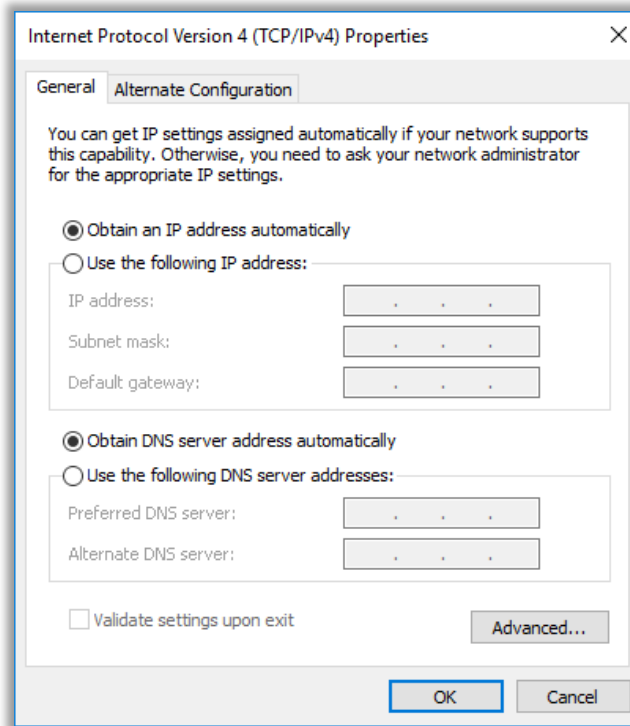 Internet Protocol Version 4 (TCP/IPv4) Properties
General
Alternate Configuration
You can get IP settings assigned automatically if your network supports
this capability. Otherwise, you need to ask your network administrator
for the appropriate IP settings.
Obtain an IP address automatically
Use the following IP address:
IP address:
. . .
Subnet mask:
. . .
Default gateway:
. . .
Obtain DNS server address automatically
Use the following DNS server addresses:
Preferred DNS server:
. . .
Alternate DNS server:
. . .
Validate settings upon exit
Advanced...
OK
Cancel